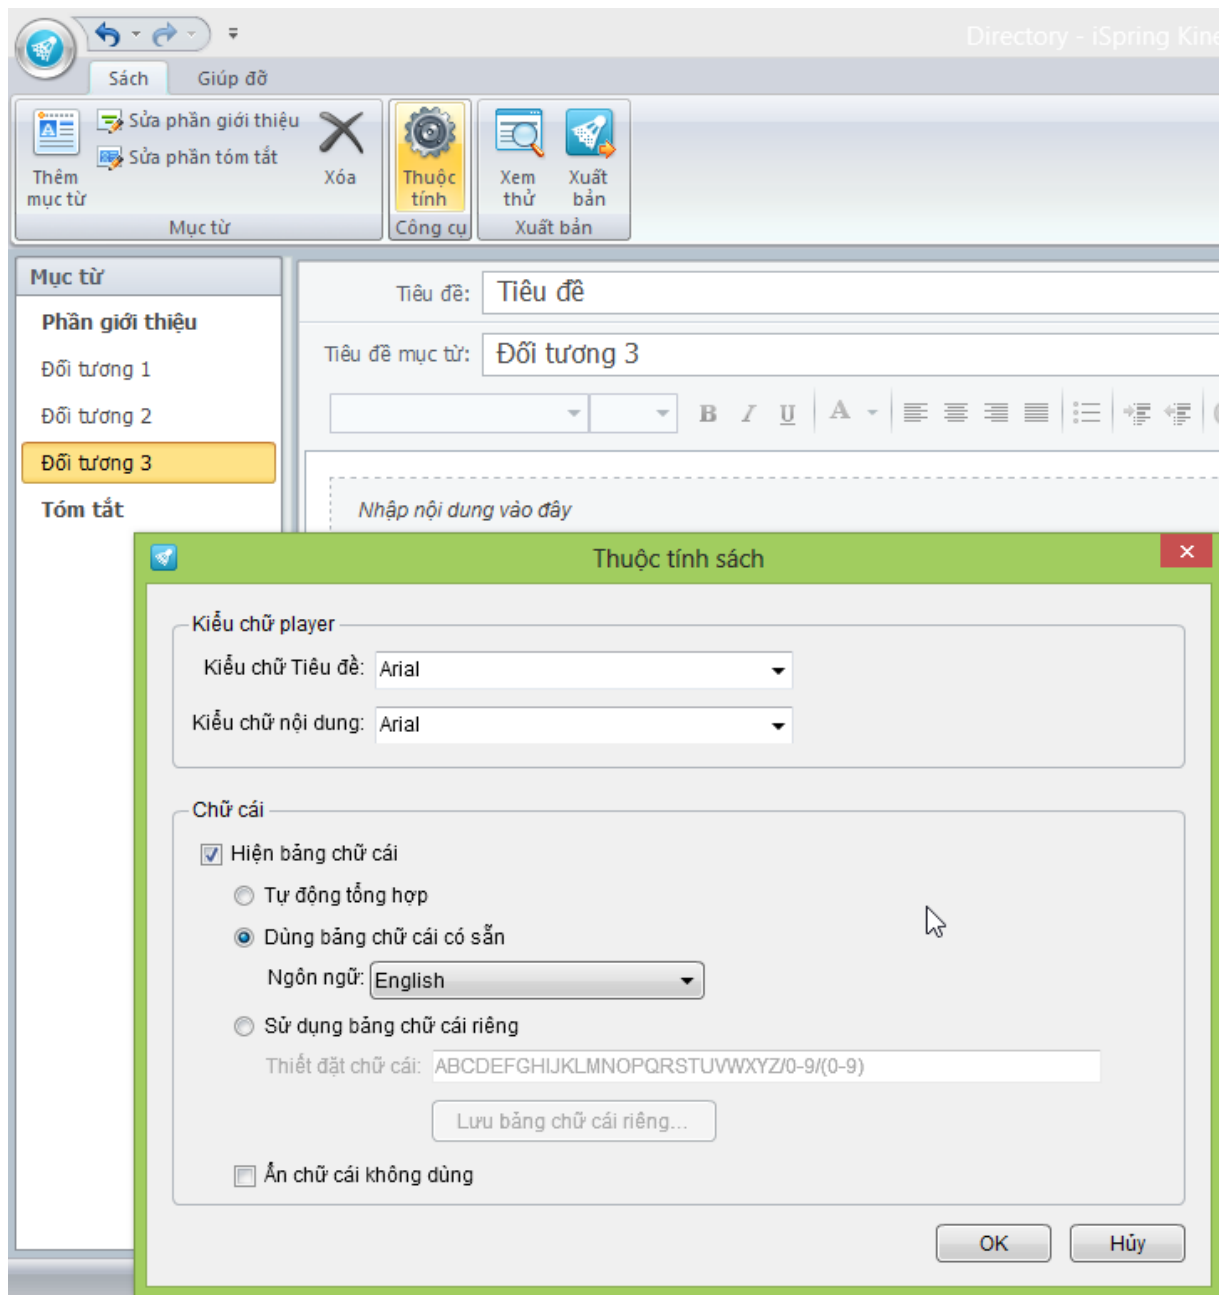 Directory - iSpring Kine
Sách Giúp đỡ
Sửa phần giới thiệu
Sửa phần tóm tắt
Thêm
mục từ
Xóa
Thuộc
tính
Xem
thử
Xuất
bản
Mục từ
Công cụ
Xuất bản
Mục từ
Phần giới thiệu
Đối tương 1
Đối tương 2
Đối tương 3
Tóm tắt
Tiêu đề: Tiêu đề
Tiêu đề mục từ: Đối tương 3
B I U A
Nhập nội dung vào đây
Thuộc tính sách
Kiểu chữ player
Kiểu chữ Tiêu đề: Arial
Kiểu chữ nội dung: Arial
Chữ cái
Hiện bảng chữ cái
Tự động tổng hợp
Dùng bảng chữ cái có sẵn
Ngôn ngữ: English
Sử dụng bảng chữ cái riêng
Thiết đặt chữ cái: ABCDEFGHIJKLMNOPQRSTUVWXYZ/0-9/(0-9)
Lưu bảng chữ cái riêng...
Ẩn chữ cái không dùng
OK Hủy